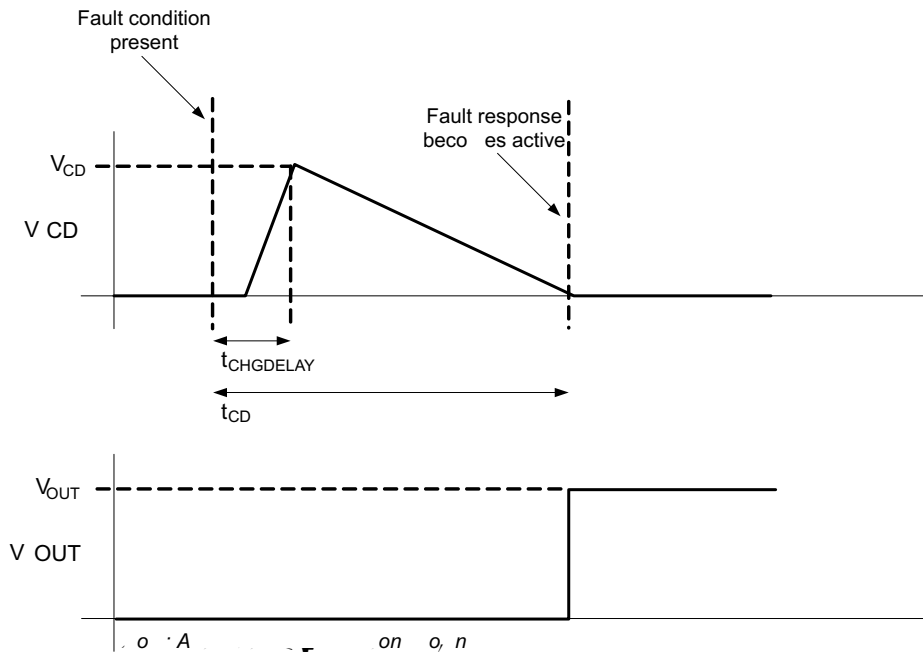 Fault condition
present
Fault response
beco es active
VCD
V CD
tCHGDELAY
tCD
VOUT
V OUT